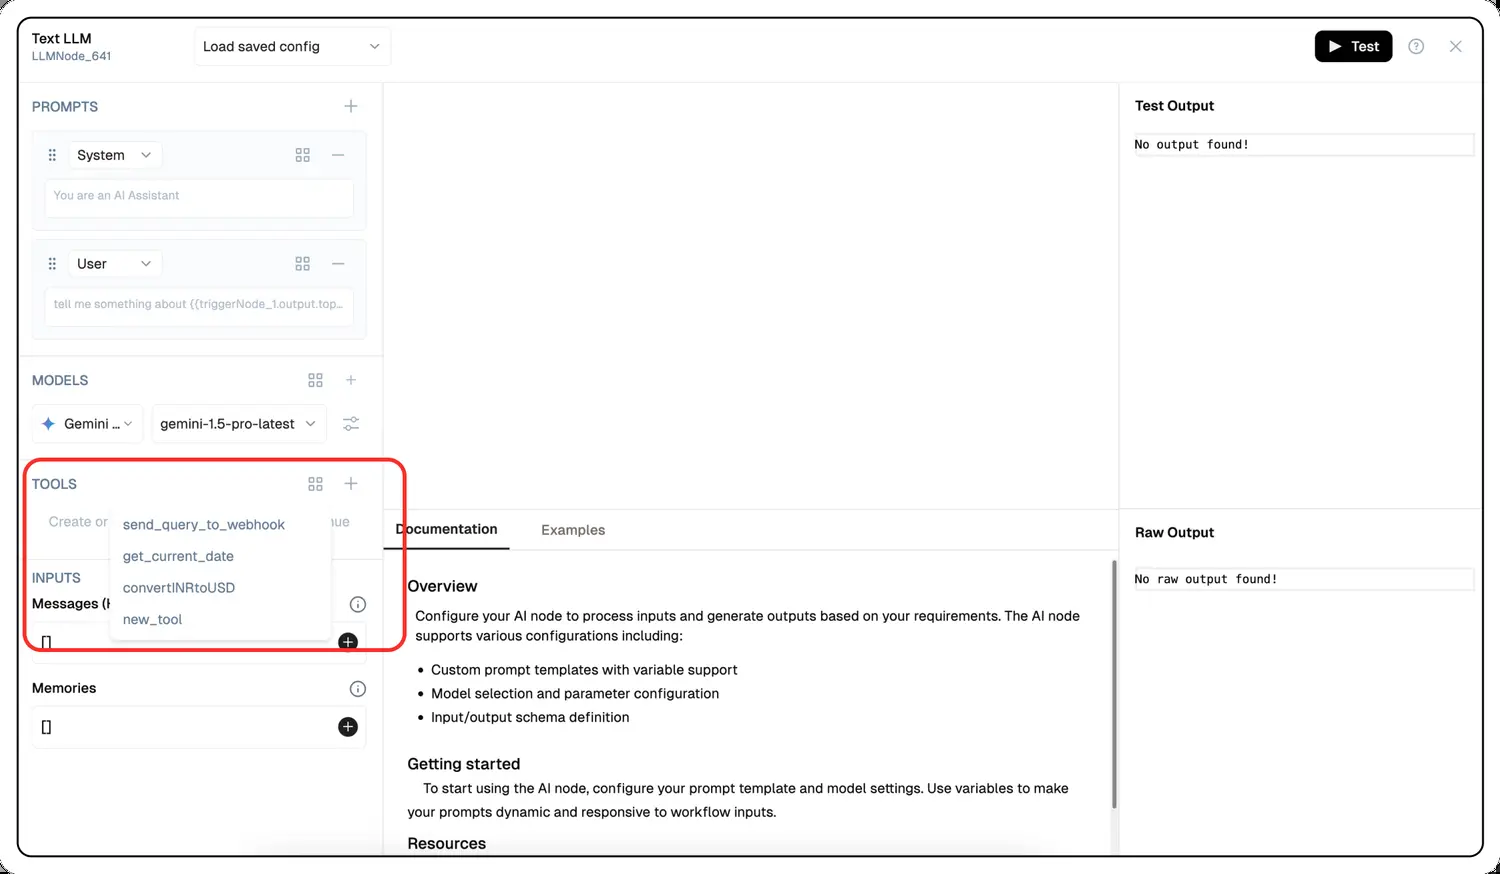 Text LLM
LLMNode_641
Load saved config
Test
PROMPTS
System
You are an AI Assistant
User
tell me something about {{triggerNode_1.output.top...
MODELS
Gemini ...
gemini-1.5-pro-latest
TOOLS
Create or
nue
send_query_to_webhook
get_current_date
convertINRtoUSD
new_tool
INPUTS
Messages (H
[]
Memories
[]
Documentation
Examples
Overview
Configure your AI node to process inputs and generate outputs based on your requirements. The AI node
supports various configurations including:
• Custom prompt templates with variable support
• Model selection and parameter configuration
• Input/output schema definition
Getting started
To start using the AI node, configure your prompt template and model settings. Use variables to make
your prompts dynamic and responsive to workflow inputs.
Resources
Test Output
No output found!
Raw Output
No raw output found!